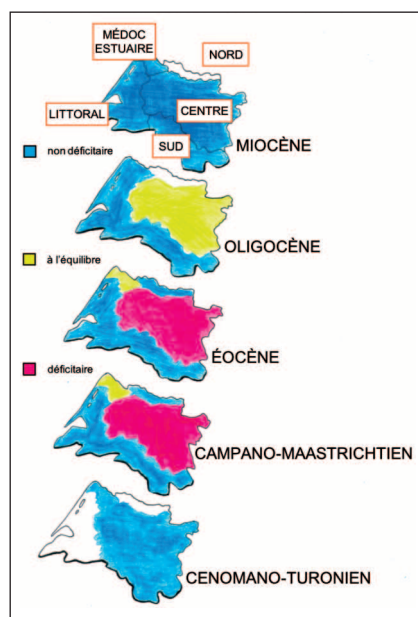 MÉDOC
ESTUAIRE
NORD
LITTORAL
CENTRE
SUD
MIOCÈNE
non déficitaire
OLIGOCÈNE
à l'équilibre
ÉOCÈNE
déficitaire
CAMPANO-MAASTRICHTIEN
CENOMANO-TURONIEN